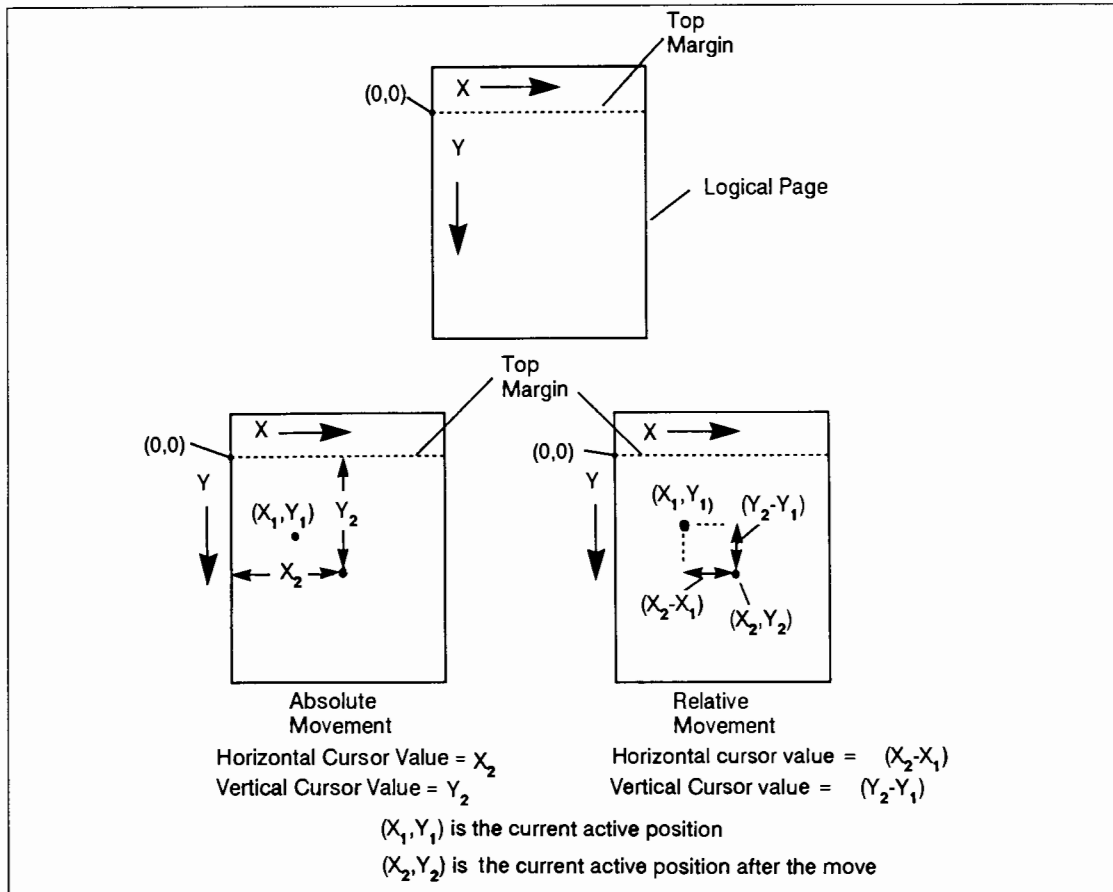 Top
Margin
X
(0,0)
Y
Logical Page
Top
Margin
X
(0,0)
Y
(X₁,Y₁)
Y₂
X₂
X
(0,0)
Y
(X₁,Y₁)
(Y₂-Y₁)
(X₂-X₁)
(X₂,Y₂)
Absolute
Movement
Horizontal Cursor Value = X₂
Vertical Cursor Value = Y₂
Relative
Movement
Horizontal cursor value = (X₂-X₁)
Vertical Cursor value = (Y₂-Y₁)
(X₁,Y₁) is the current active position
(X₂,Y₂) is the current active position after the move